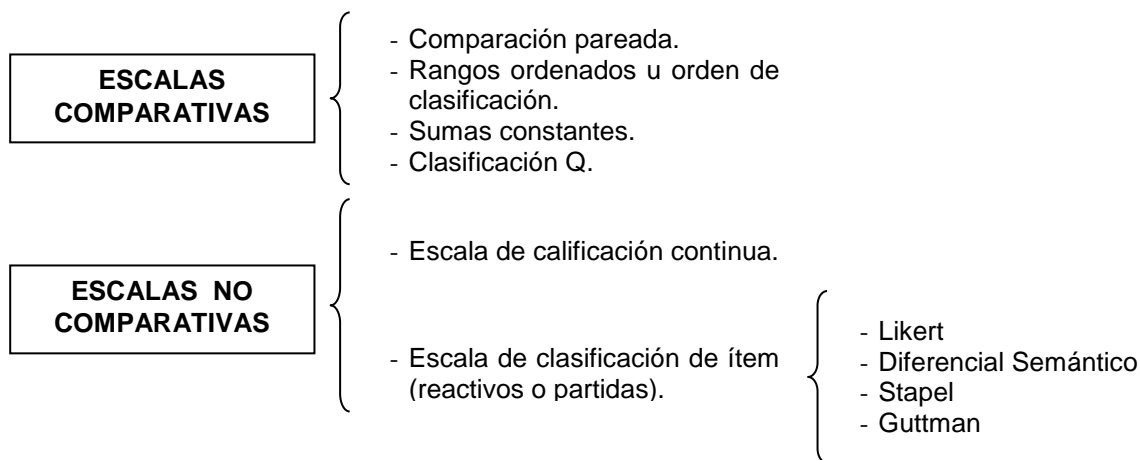 ESCALAS
COMPARATIVAS
- Comparación pareada.
- Rangos ordenados u orden de
clasificación.
- Sumas constantes.
- Clasificación Q.
ESCALAS NO
COMPARATIVAS
- Escala de calificación continua.
- Escala de clasificación de ítem
(reactivos o partidas).
- Likert
- Diferencial Semántico
- Stapel
- Guttman